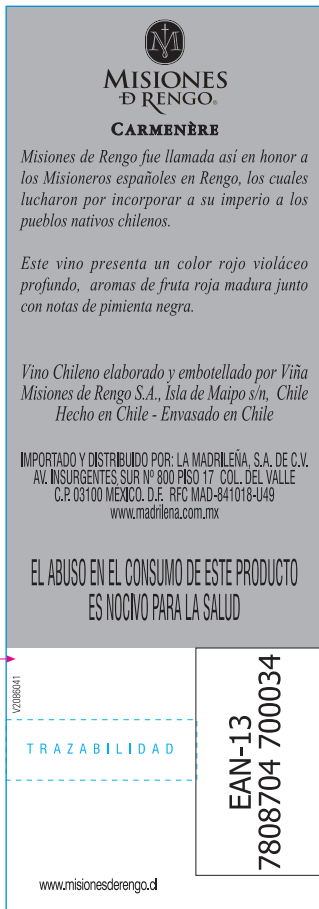 M
MISIONES
D RENGO®
CARMENÈRE
Misiones de Rengo fue llamada así en honor a
los Misioneros españoles en Rengo, los cuales
lucharon por incorporar a su imperio a los
pueblos nativos chilenos.
Este vino presenta un color rojo violáceo
profundo, aromas de fruta roja madura junto
con notas de pimienta negra.
Vino Chileno elaborado y embotellado por Viña
Misiones de Rengo S.A., Isla de Maipo s/n, Chile
Hecho en Chile - Envasado en Chile
IMPORTADO Y DISTRIBUIDO POR: LA MADRILEÑA, S.A. DE C.V.
AV. INSURGENTES SUR Nº 800 PISO 17 COL. DEL VALLE
C.P. 03100 MEXICO. D.F. RFC MAD-841018-U49
www.madrilena.com.mx
EL ABUSO EN EL CONSUMO DE ESTE PRODUCTO
ES NOCIVO PARA LA SALUD
V2086041
TRAZABILIDAD
EAN-13
7808704 700034
www.misionesderengo.cl